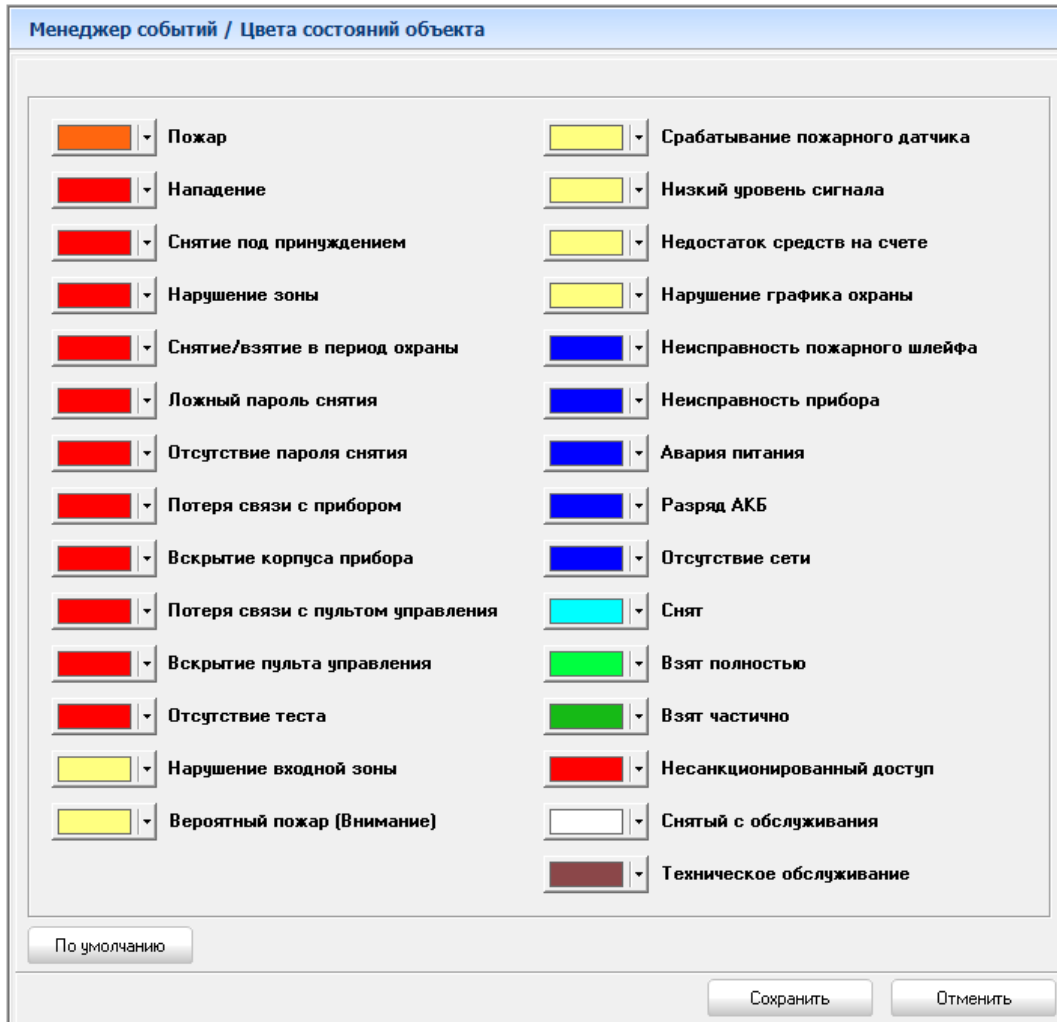 Менеджер событий / Цвета состояний объекта
Пожар
Нападение
Снятие под принуждением
Нарушение зоны
Снятие/взятие в период охраны
Ложный пароль снятия
Отсутствие пароля снятия
Потеря связи с прибором
Вскрытие корпуса прибора
Потеря связи с пультом управления
Вскрытие пульта управления
Отсутствие теста
Нарушение входной зоны
Вероятный пожар (Внимание)
Срабатывание пожарного датчика
Низкий уровень сигнала
Недостаток средств на счете
Нарушение графика охраны
Неисправность пожарного шлейфа
Неисправность прибора
Авария питания
Разряд АКБ
Отсутствие сети
Снят
Взят полностью
Взят частично
Несанкционированный доступ
Снятый с обслуживания
Техническое обслуживание
По умолчанию
Сохранить
Отменить